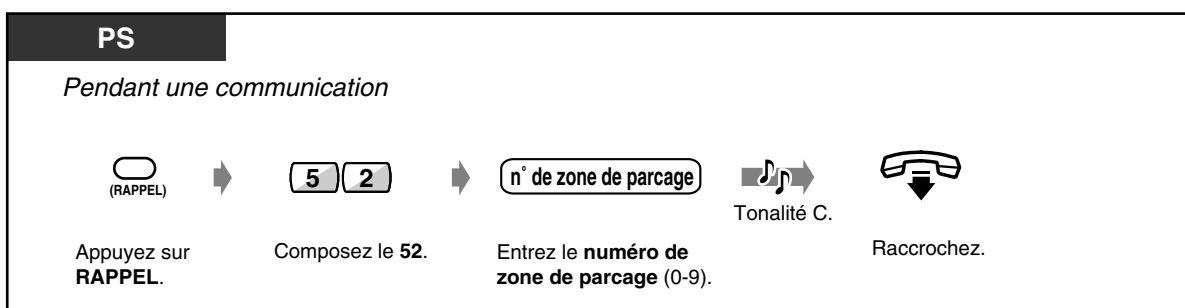 PS
Pendant une communication
(RAPPEL)
5 2
n° de zone de parcage
Tonalité C.
Appuyez sur
RAPPEL.
Composez le 52.
Entrez le numéro de
zone de parcage (0-9).
Raccrochez.